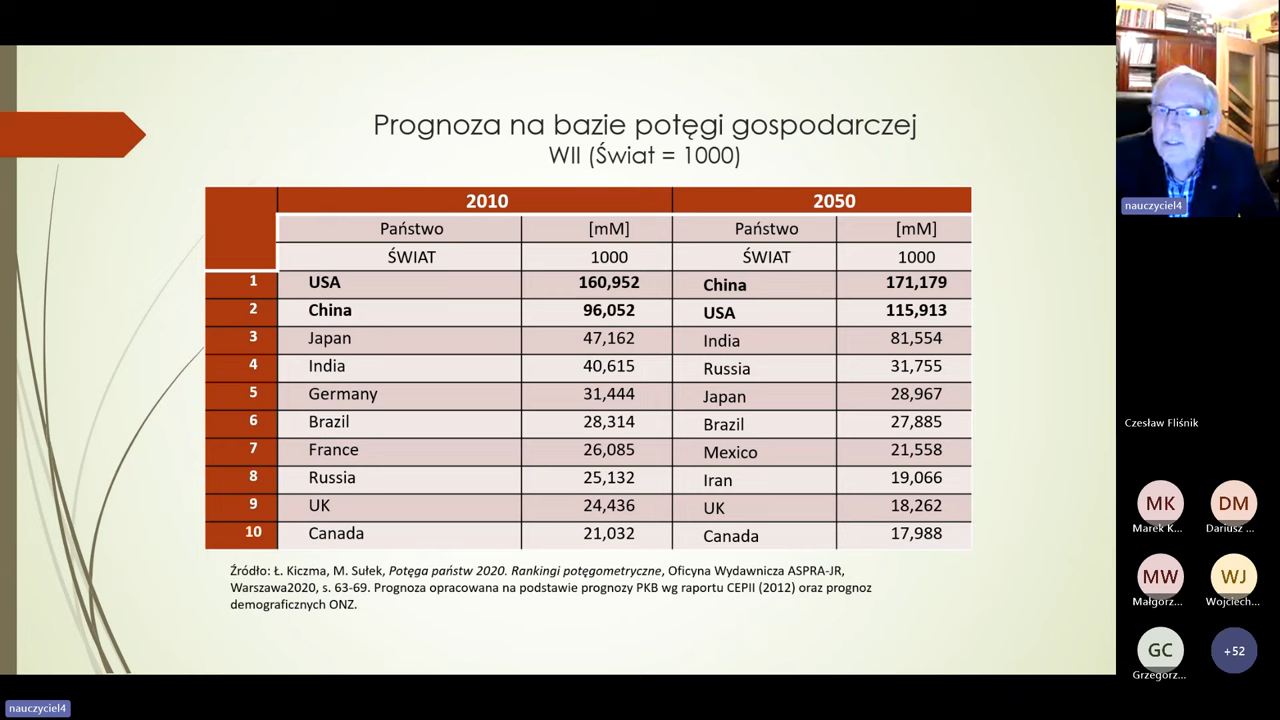 Prognoza na bazie potęgi gospodarczej
WII (Świat = 1000)
2010 2050
Państwo [mM] Państwo [mM]
ŚWIAT 1000 ŚWIAT 1000
1 USA 160,952 China 171,179
2 China 96,052 USA 115,913
3 Japan 47,162 India 81,554
4 India 40,615 Russia 31,755
5 Germany 31,444 Japan 28,967
6 Brazil 28,314 Brazil 27,885
7 France 26,085 Mexico 21,558
8 Russia 25,132 Iran 19,066
9 UK 24,436 UK 18,262
10 Canada 21,032 Canada 17,988
Źródło: Ł. Kiczma, M. Sułek, Potęga państw 2020. Rankingi potęgometryczne, Oficyna Wydawnicza ASPRA-JR,
Warszawa2020, s. 63-69. Prognoza opracowana na podstawie prognozy PKB wg raportu CEPII (2012) oraz prognoz
demograficznych ONZ.
nauczyciel4
nauczyciel4
Czesław Fliśnik
MK DM
Marek K... Dariusz ...
MW WJ
Małgorz... Wojciech...
GC +52
Grzegorz...